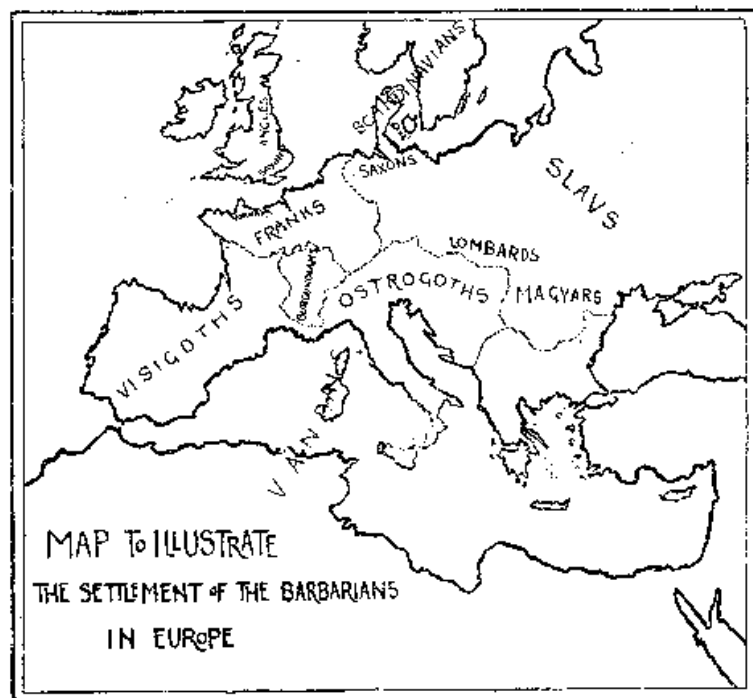 SCANDINAVIANS
ANGLES
SAXONS
SLAVS
FRANKS
LOMBARDS
BURGUNDIANS
OSTROGOTHS
MAGYARS
VISIGOTHS
VANDALS
MAP TO ILLUSTRATE
THE SETTLEMENT OF THE BARBARIANS
IN EUROPE